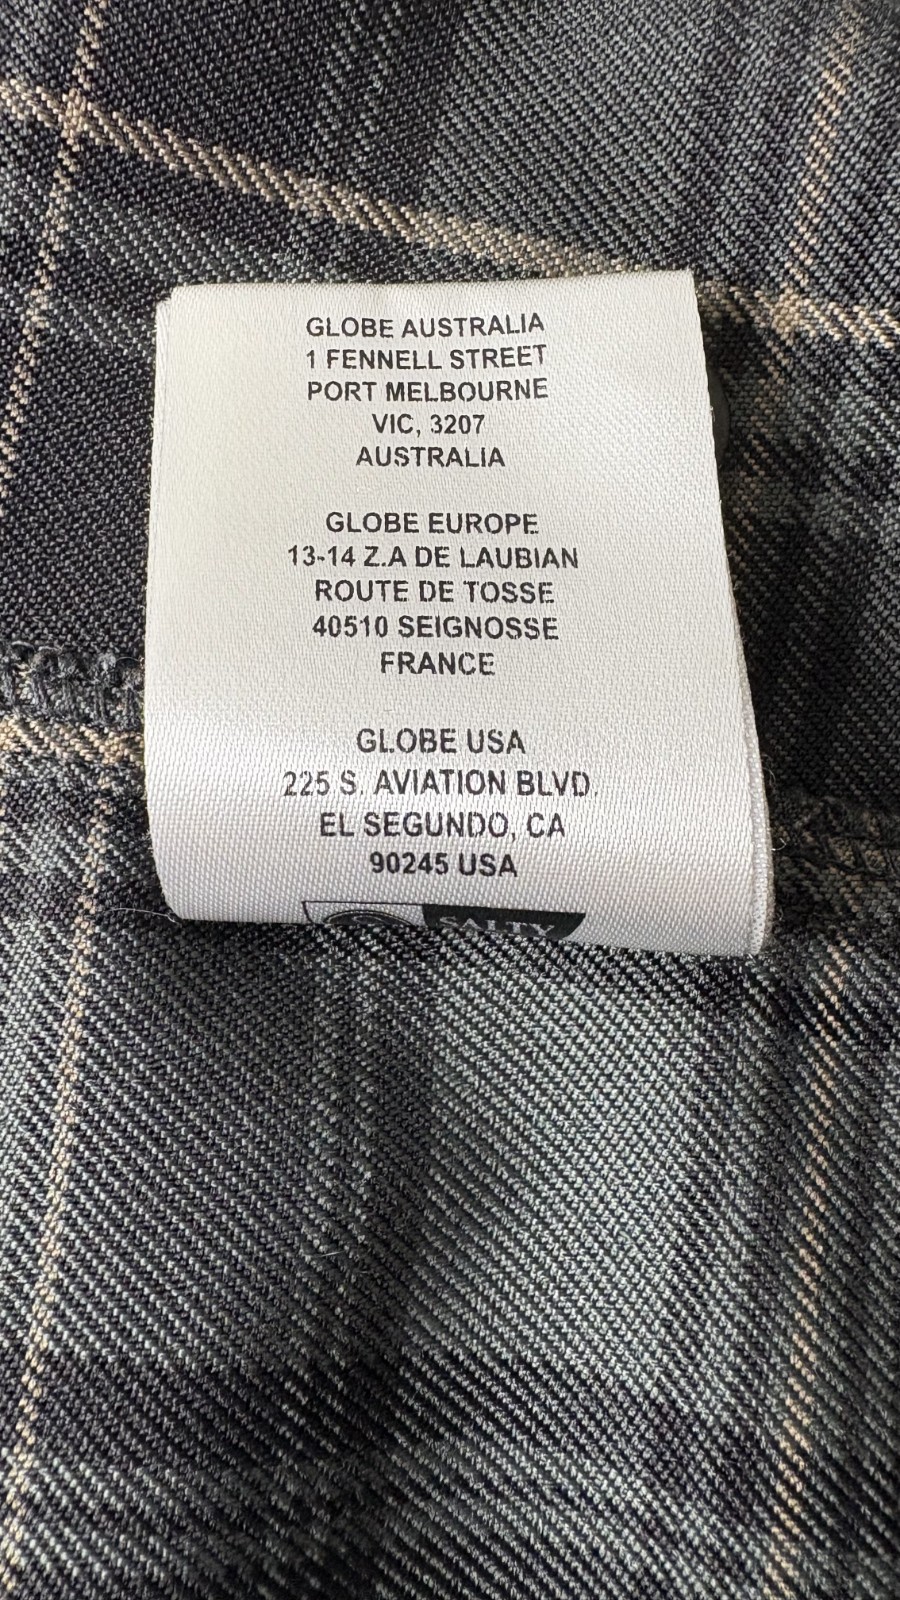 GLOBE AUSTRALIA
1 FENNELL STREET
PORT MELBOURNE
VIC, 3207
AUSTRALIA
GLOBE EUROPE
13-14 Z.A DE LAUBIAN
ROUTE DE TOSSE
40510 SEIGNOSSE
FRANCE
GLOBE USA
225 S. AVIATION BLVD.
EL SEGUNDO, CA
90245 USA
SALTY